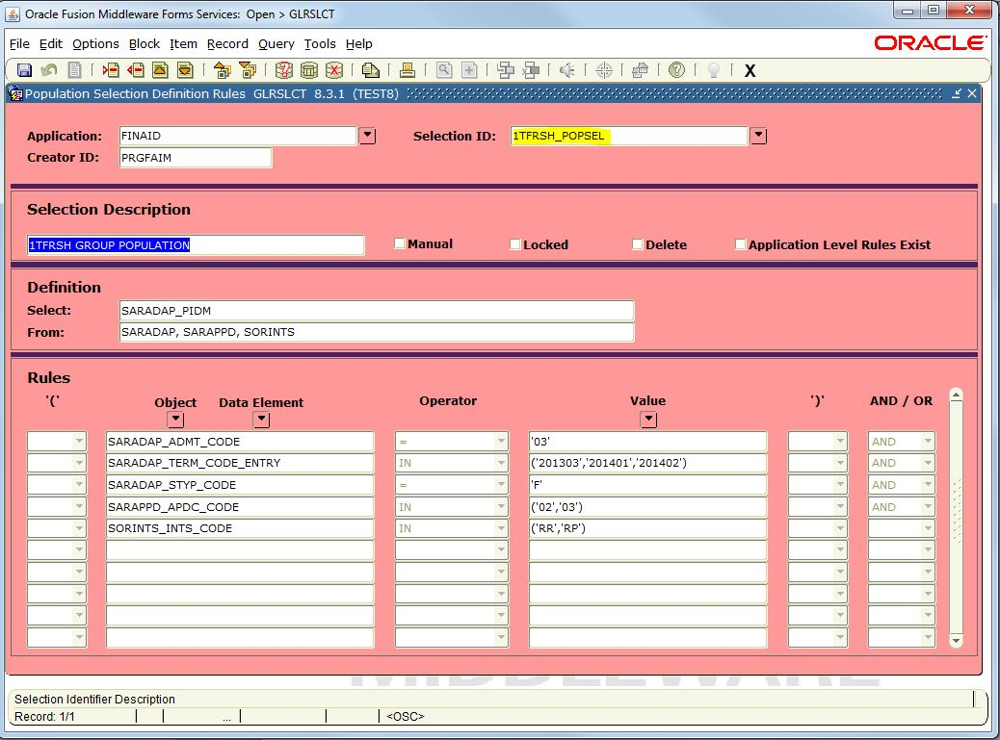 Oracle Fusion Middleware Forms Services: Open > GLRSLCT
File Edit Options Block Item Record Query Tools Help
ORACLE
X
Population Selection Definition Rules GLRSLCT 8.3.1 (TEST8)
Application: FINAID Selection ID: 1TFRSH_POPSEL
Creator ID: PRGFAIM
Selection Description
1TFRSH GROUP POPULATION Manual Locked Delete Application Level Rules Exist
Definition
Select: SARADAP_PIDM
From: SARADAP, SARAPPD, SORINTS
Rules
'(' Object Data Element Operator Value ')' AND / OR
SARADAP_ADMT_CODE = '03' AND
SARADAP_TERM_CODE_ENTRY IN ('201303','201401','201402') AND
SARADAP_STYP_CODE = 'F' AND
SARAPPD_APDC_CODE IN ('02','03') AND
SORINTS_INTS_CODE IN ('RR','RP')
MIDDLEWARE
Selection Identifier Description
Record: 1/1 ... <OSC>